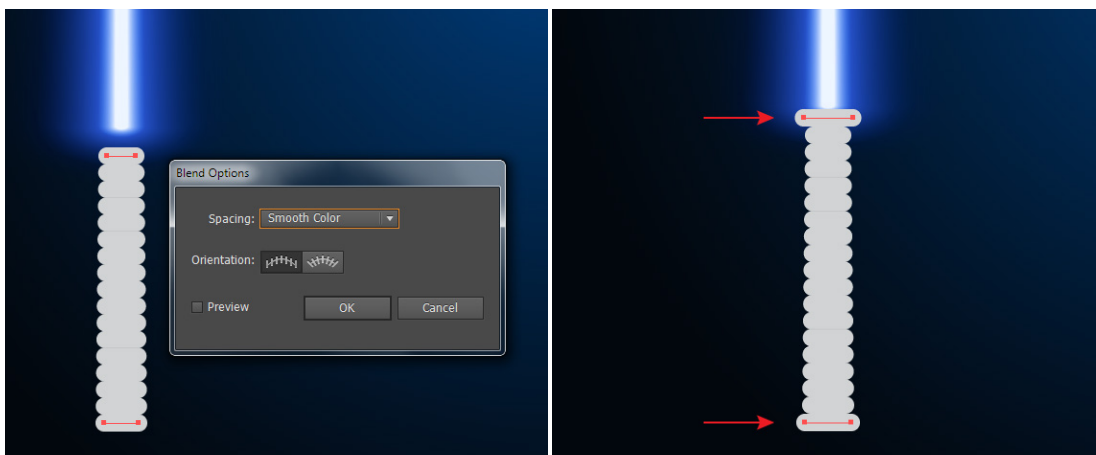 Blend Options
Spacing: Smooth Color
Orientation:
Preview
OK
Cancel